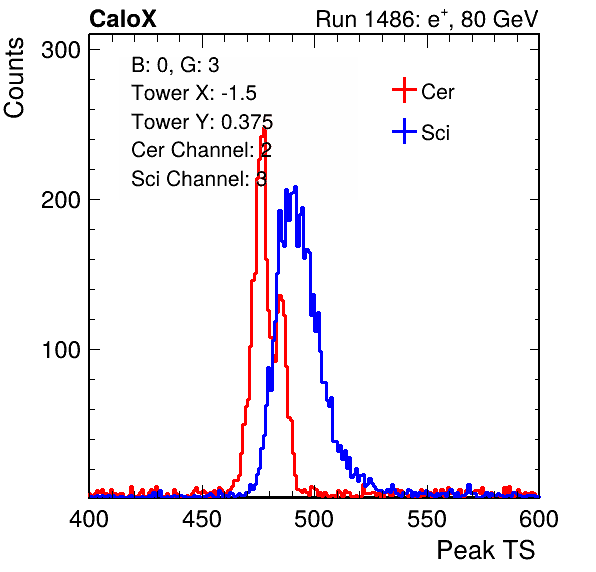 CaloX Run 1486: e+, 80 GeV
Counts
300
200
100
B: 0, G: 3
Tower X: -1.5
Tower Y: 0.375
Cer Channel: 2
Sci Channel: 3
Cer
Sci
400 450 500 550 600
Peak TS